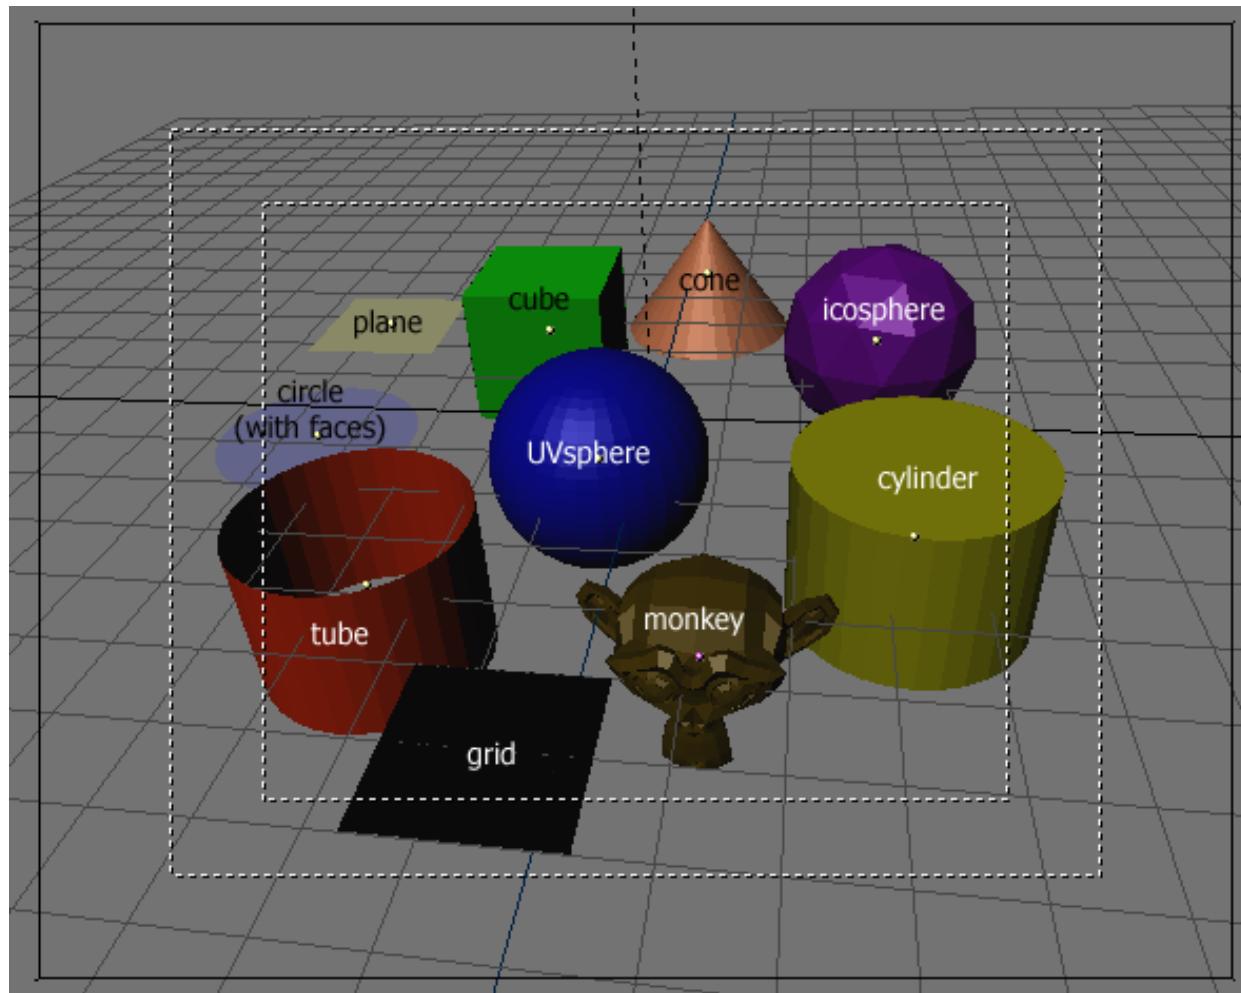 cube
cone
icosphere
plane
circle
(with faces)
UVsphere
cylinder
tube
monkey
grid